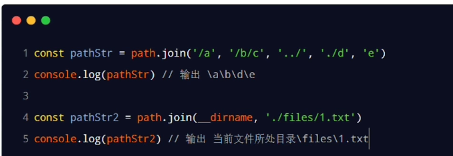 1 const pathStr = path.join('/a', '/b/c', '../', './d', 'e')
2 console.log(pathStr) // 输出 \a\b\d\e
3
4 const pathStr2 = path.join(__dirname, './files/1.txt')
5 console.log(pathStr2) // 输出 当前文件所处目录\files\1.txt